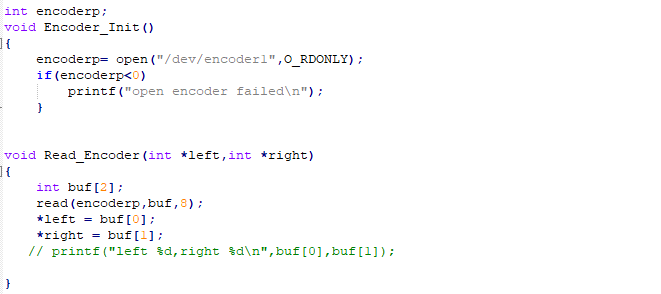 int encoderp;
void Encoder_Init()
{
    encoderp= open("/dev/encoder1",O_RDONLY);
    if(encoderp<0)
        printf("open encoder failed\n");
    }
void Read_Encoder(int *left,int *right)
{
    int buf[2];
    read(encoderp,buf,8);
    *left = buf[0];
    *right = buf[1];
   // printf("left %d,right %d\n",buf[0],buf[1]);
}